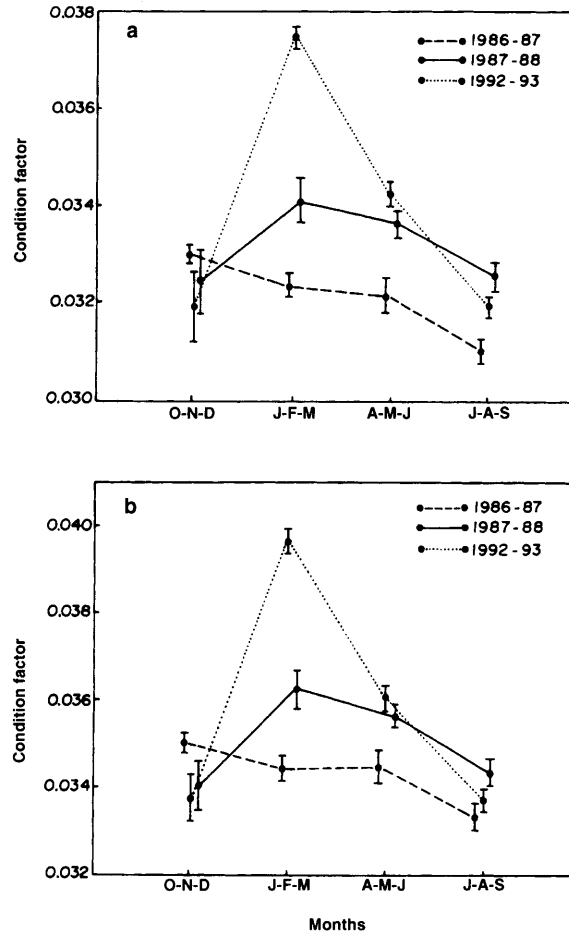 a
1986-87
1987-88
1992-93
Condition factor
0.038
0.036
0.034
0.032
0.030
O-N-D J-F-M A-M-J J-A-S
b
1986-87
1987-88
1992-93
Condition factor
0.040
0.038
0.036
0.034
0.032
O-N-D J-F-M A-M-J J-A-S
Months